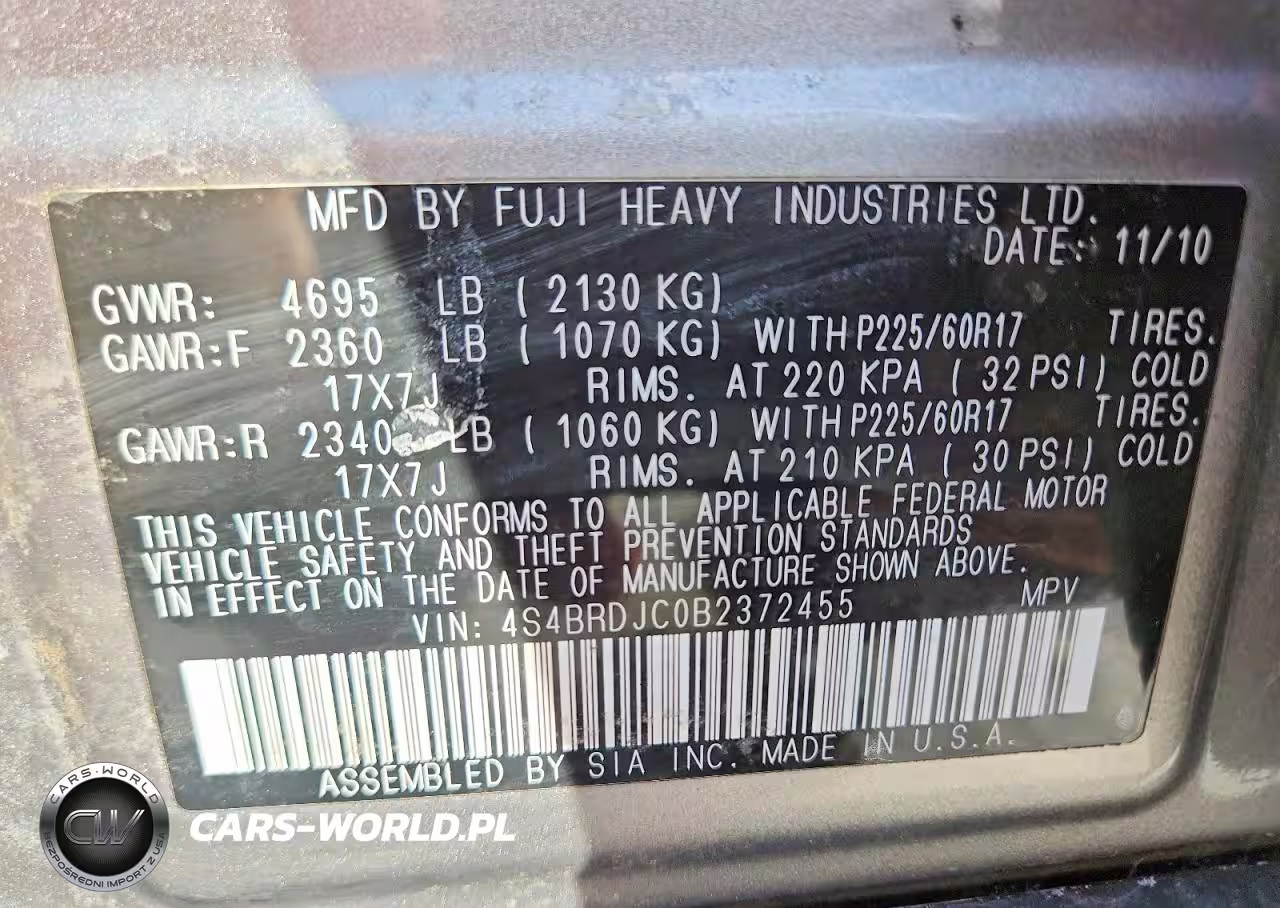 MFD BY FUJI HEAVY INDUSTRIES LTD.
DATE: 11/10
GVWR: 4695 LB ( 2130 KG)
GAWR:F 2360 LB ( 1070 KG) WITH P225/60R17 TIRES.
17X7J RIMS. AT 220 KPA ( 32 PSI) COLD
GAWR:R 2340 LB ( 1060 KG) WITH P225/60R17 TIRES.
17X7J RIMS. AT 210 KPA ( 30 PSI) COLD
THIS VEHICLE CONFORMS TO ALL APPLICABLE FEDERAL MOTOR
VEHICLE SAFETY AND THEFT PREVENTION STANDARDS
IN EFFECT ON THE DATE OF MANUFACTURE SHOWN ABOVE.
VIN: 4S4BRDJC0B2372455 MPV
ASSEMBLED BY SIA INC. MADE IN U.S.A.
CARS-WORLD
CW
BEZPOŚREDNI IMPORT Z USA
CARS-WORLD.PL